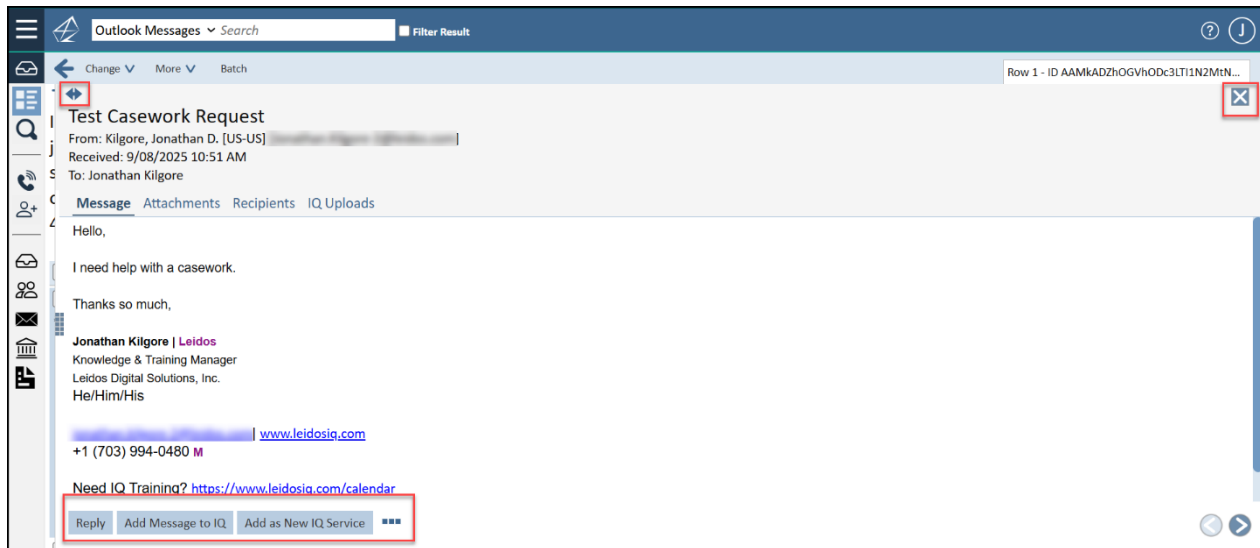 Outlook Messages Search Filter Result J
Change More Batch Row 1 - ID AAMkADZhOGVhODc3LTI1N2MtN...
Test Casework Request
From: Kilgore, Jonathan D. [US-US]
Received: 9/08/2025 10:51 AM
To: Jonathan Kilgore
Message Attachments Recipients IQ Uploads
Hello,
I need help with a casework.
Thanks so much,
Jonathan Kilgore | Leidos
Knowledge & Training Manager
Leidos Digital Solutions, Inc.
He/Him/His
| www.leidosiq.com
+1 (703) 994-0480 M
Need IQ Training? https://www.leidosiq.com/calendar
Reply Add Message to IQ Add as New IQ Service